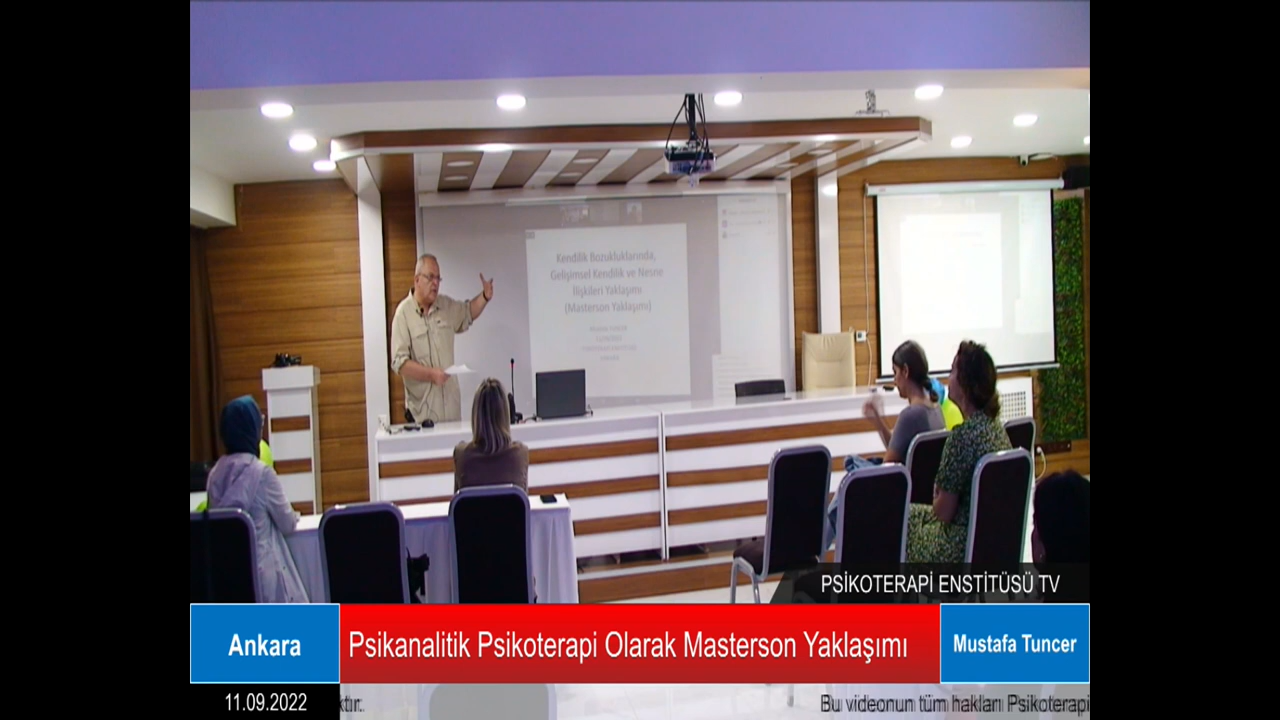 Kendilik Bozukluklarında,
Gelişimsel Kendilik ve Nesne
İlişkileri Yaklaşımı
(Masterson Yaklaşımı)
PSİKOTERAPİ ENSTİTÜSÜ TV
Ankara
Psikanalitik Psikoterapi Olarak Masterson Yaklaşımı
Mustafa Tuncer
11.09.2022
ktır.
Bu videonun tüm hakları Psikoterapi